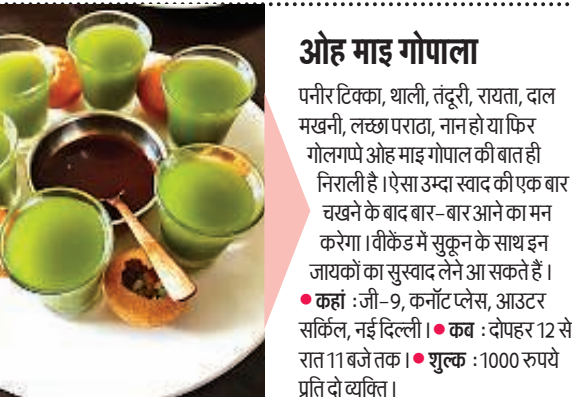 ओह माइ गोपाला
पनीर टिक्का, थाली, तंदूरी, रायता, दाल
मखनी, लच्छा पराठा, नान हो या फिर
गोलगप्पे ओह माइ गोपाल की बात ही
निराली है । ऐसा उम्दा स्वाद की एक बार
चखने के बाद बार-बार आने का मन
करेगा । वीकेंड में सुकून के साथ इन
जायकों का सुस्वाद लेने आ सकते हैं ।
● कहां : जी-9, कनॉट प्लेस, आउटर
सर्किल, नई दिल्ली । ● कब : दोपहर 12 से
रात 11 बजे तक । ● शुल्क : 1000 रुपये
प्रति दो व्यक्ति ।